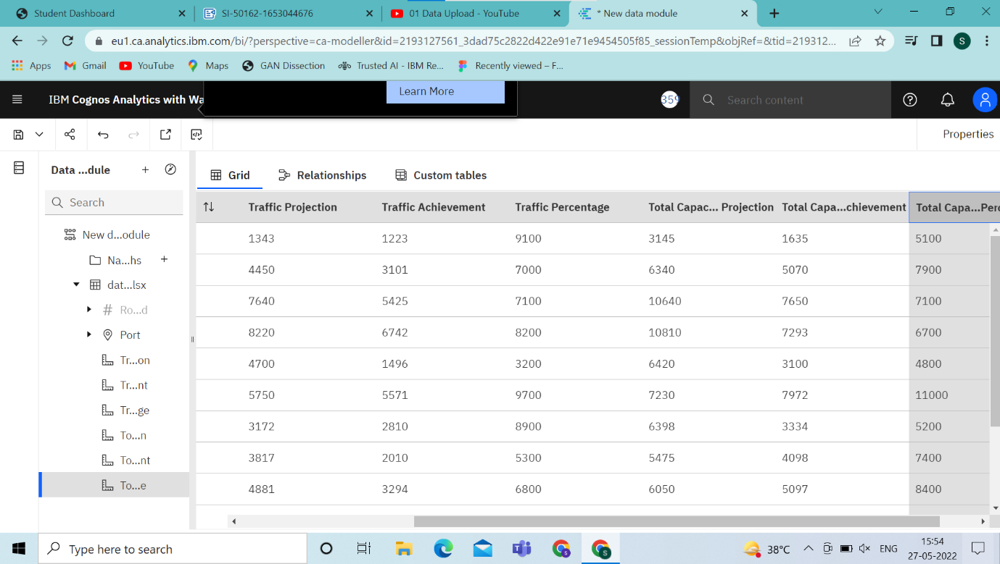 Student Dashboard
SI-50162-1653044676
01 Data Upload - YouTube
* New data module
eu1.ca.analytics.ibm.com/bi/?perspective=ca-modeller&id=2193127561_3dad75c2822d422e91e71e9454505f85_sessionTemp&objRef=&tid=219312...
S
Apps Gmail YouTube Maps GAN Dissection Trusted AI - IBM Re... Recently viewed – F...
IBM Cognos Analytics with Wa
Learn More
359
Search content
Properties
Data ...dule
Grid Relationships Custom tables
Search
New d...odule
Na...hs
dat...lsx
Ro...d
Port
Tr...on
Tr...nt
Tr...ge
To...n
To...nt
To...e
Traffic Projection Traffic Achievement Traffic Percentage Total Capac... Projection Total Capa...chievement Total Capa...Perc
1343 1223 9100 3145 1635 5100
4450 3101 7000 6340 5070 7900
7640 5425 7100 10640 7650 7100
8220 6742 8200 10810 7293 6700
4700 1496 3200 6420 3100 4800
5750 5571 9700 7230 7972 11000
3172 2810 8900 6398 3334 5200
3817 2010 5300 5475 4098 7400
4881 3294 6800 6050 5097 8400
Type here to search
S
S
38°C
ENG
15:54
27-05-2022